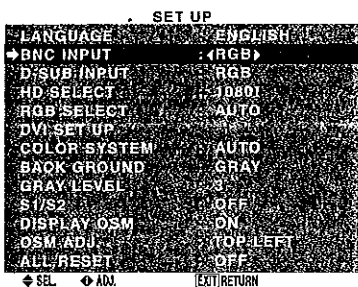 SET UP
LANGUAGE : ENGLISH
➡BNC INPUT : ◀RGB▶
D-SUB INPUT : RGB
HD SELECT : 1080I
RGB SELECT : AUTO
DVI SET UP
COLOR SYSTEM : AUTO
BACK GROUND : GRAY
GRAY LEVEL : 3
S1/S2 : OFF
DISPLAY OSM : ON
OSM ADJ. : TOP LEFT
ALL RESET : OFF
SEL. ADJ. EXIT RETURN